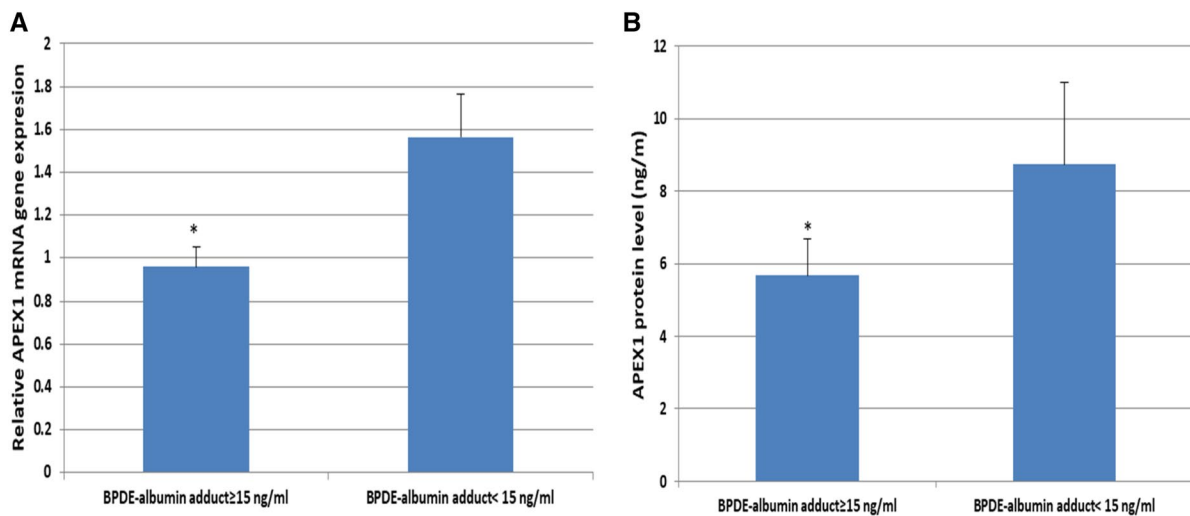 A
Relative APEX1 mRNA gene expresion
2
1.8
1.6
1.4
1.2
1
0.8
0.6
0.4
0.2
0
*
BPDE-albumin adduct≥15 ng/ml
BPDE-albumin adduct< 15 ng/ml
B
APEX1 protein level (ng/m)
12
10
8
6
4
2
0
*
BPDE-albumin adduct≥15 ng/ml
BPDE-albumin adduct< 15 ng/ml